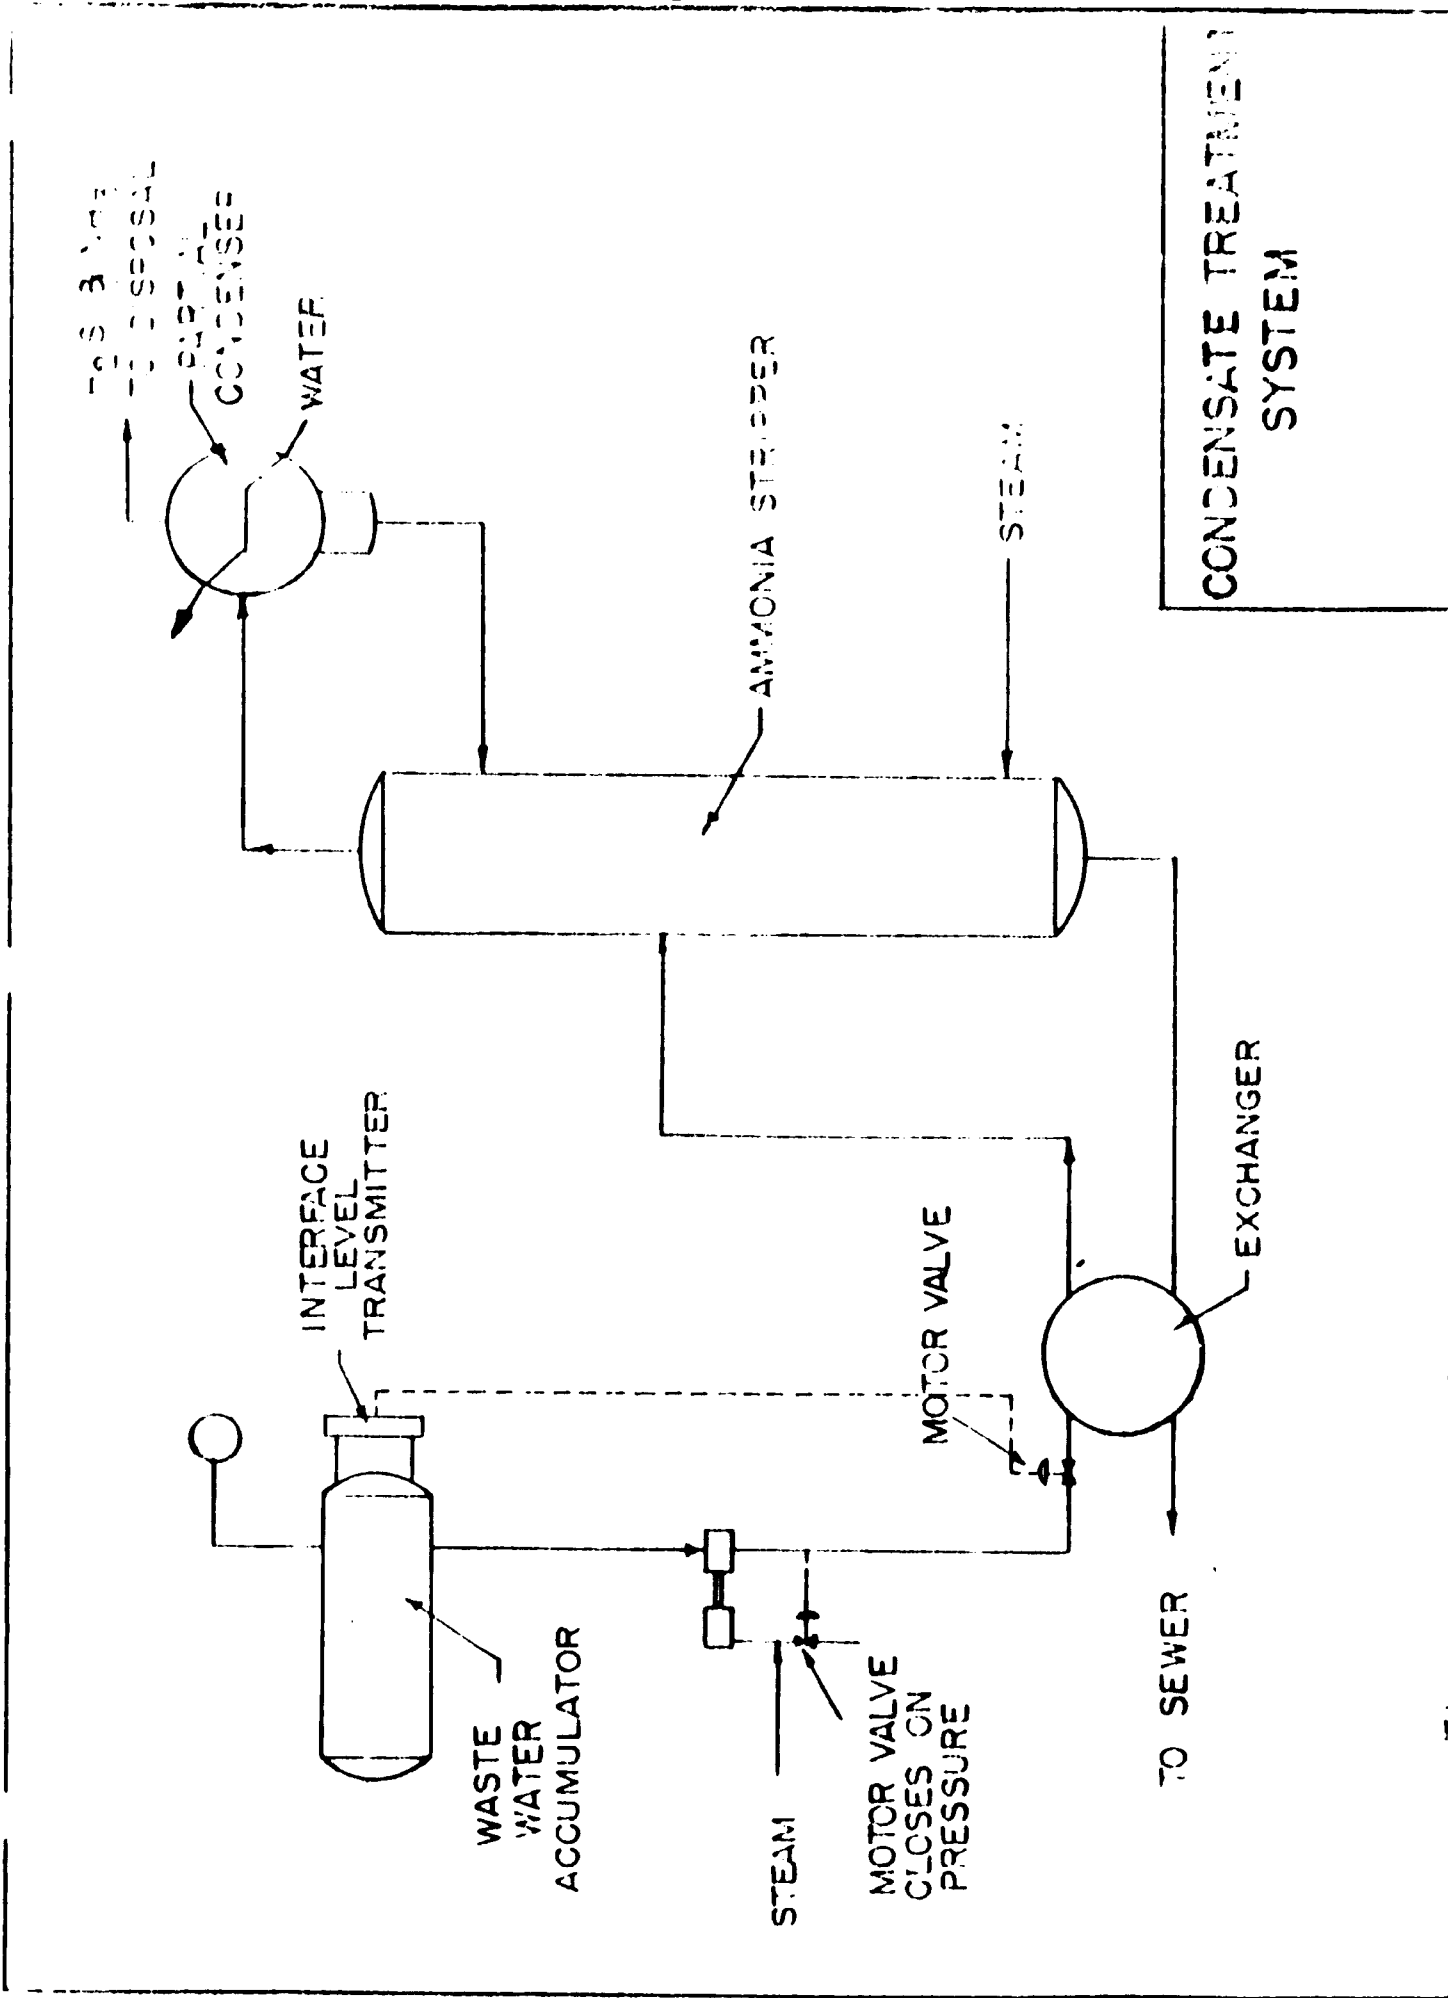 DISPOSAL
CONDENSER
WATER
AMMONIA STRIPPER
STEAM
INTERFACE
LEVEL
TRANSMITTER
MOTOR VALVE
EXCHANGER
WASTE
WATER
ACCUMULATOR
STEAM
MOTOR VALVE
CLOSES ON
PRESSURE
TO SEWER
CONDENSATE TREATMENT
SYSTEM